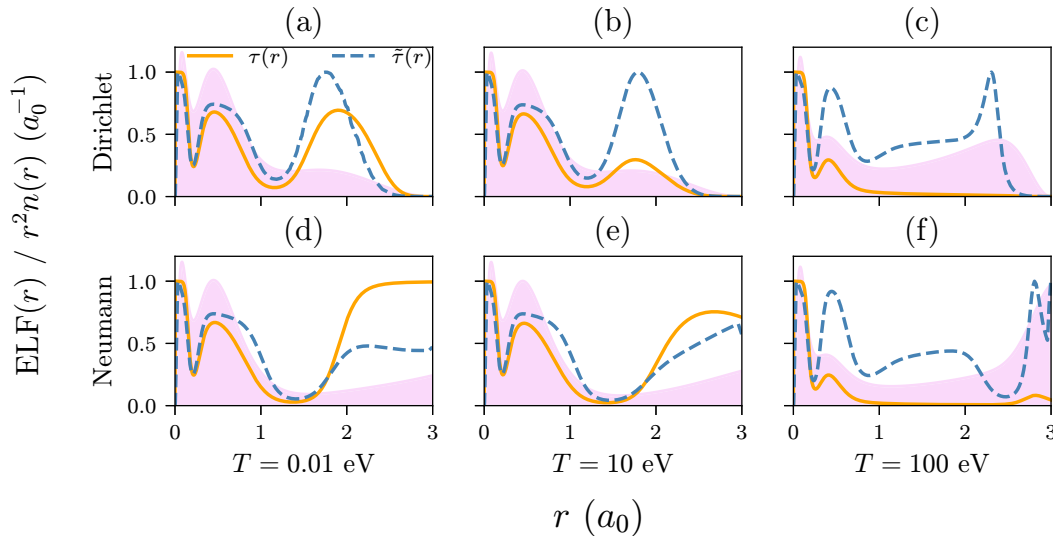 (a) (b) (c)
τ(r) τ̃(r)
ELF(r) / r²n(r) (a₀⁻¹)
Dirichlet
1.0
0.5
0.0
(d) (e) (f)
Neumann
1.0
0.5
0.0
0 1 2 3 0 1 2 3 0 1 2 3
T = 0.01 eV T = 10 eV T = 100 eV
r (a₀)